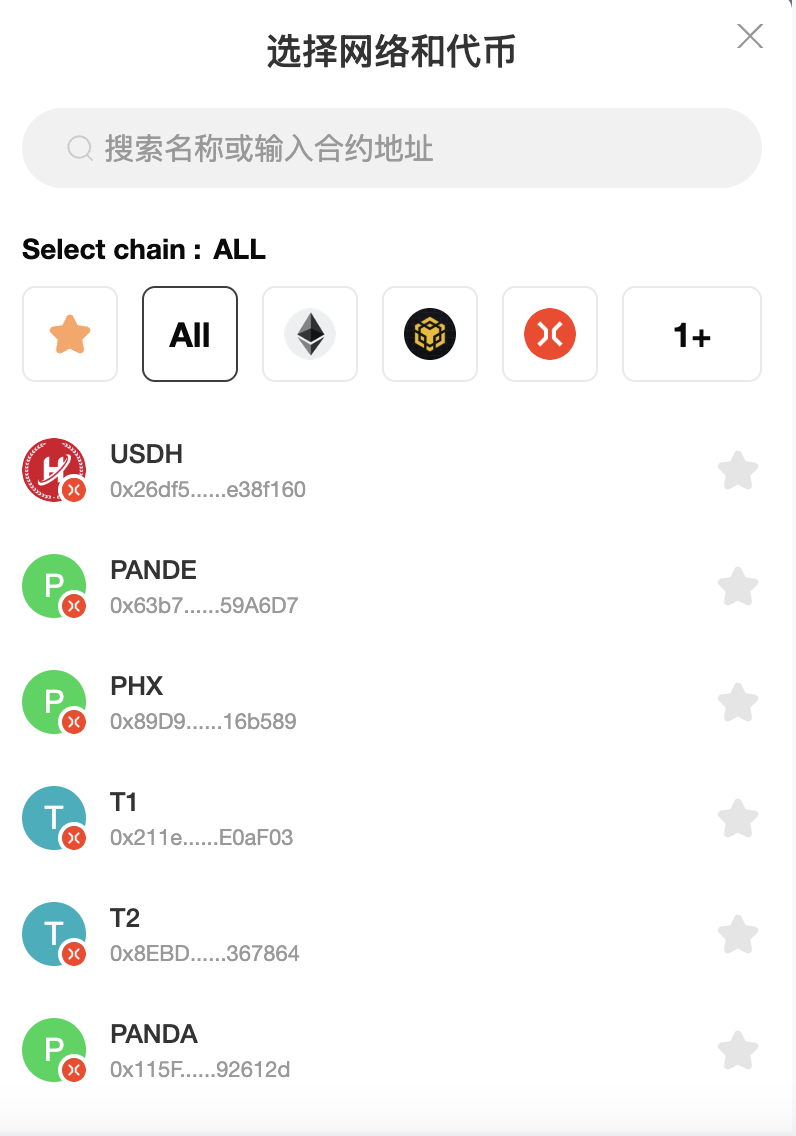 选择网络和代币
搜索名称或输入合约地址
Select chain : ALL
All
1+
H
USDH
0x26df5......e38f160
P
PANDE
0x63b7......59A6D7
P
PHX
0x89D9......16b589
T
T1
0x211e......E0aF03
T
T2
0x8EBD......367864
P
PANDA
0x115F......92612d